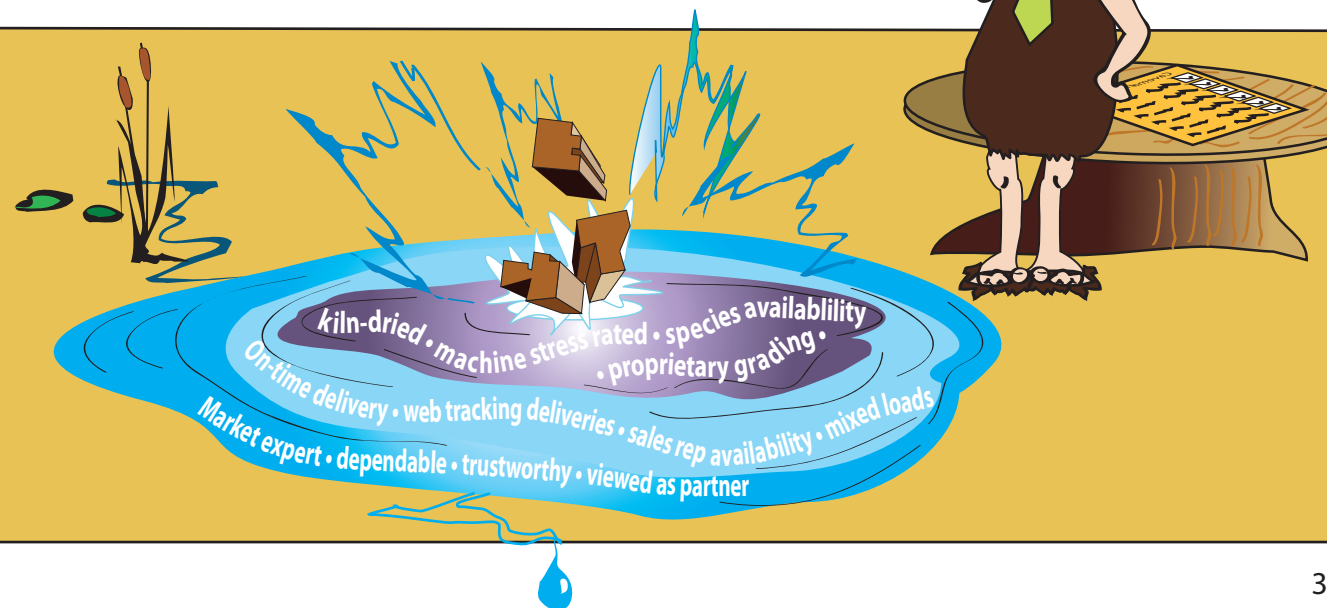 kiln-dried • machine stress rated • species availablility
• proprietary grading •
On-time delivery • web tracking deliveries • sales rep availability • mixed loads
Market expert • dependable • trustworthy • viewed as partner
3